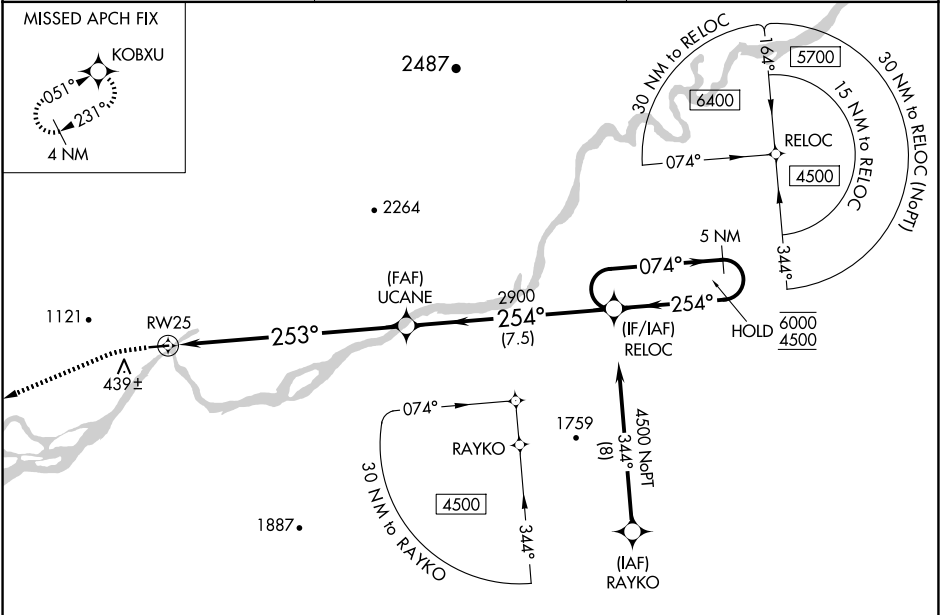 MISSED APCH FIX
KOBXU
051°
231°
4 NM
2487
2264
1121
RW25
439±
253°
(FAF)
UCANE
2900
254°
(7.5)
5 NM
074°
254°
(IF/IAF)
RELOC
HOLD
6000
4500
30 NM to RELOC
6400
164°
5700
30 NM to RELOC (NoPT)
15 NM to RELOC
RELOC
074°
4500
344°
074°
RAYKO
4500
344°
30 NM to RAYKO
1759
4500 NoPT
344°
(8)
(IAF)
RAYKO
1887